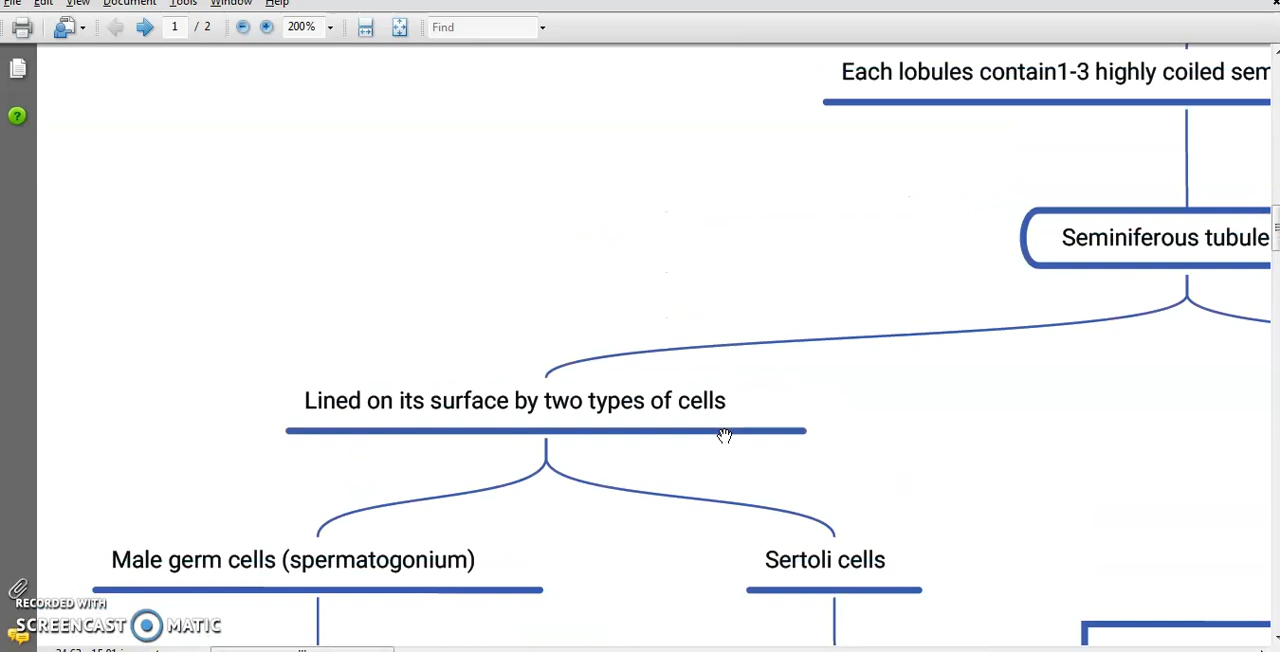 File Edit View Document Tools Window Help
1 / 2 200% Find
Each lobules contain1-3 highly coiled sem
Seminiferous tubule
Lined on its surface by two types of cells
Male germ cells (spermatogonium)
Sertoli cells
RECORDED WITH
SCREENCAST MATIC